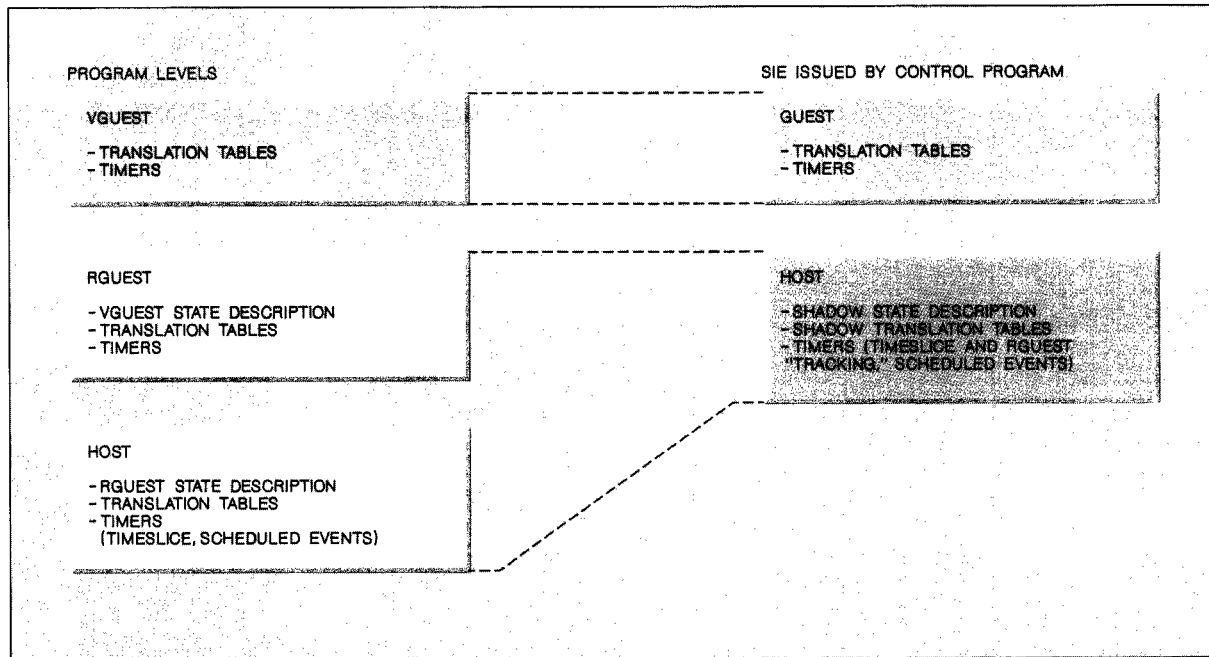 PROGRAM LEVELS
VGUEST
- TRANSLATION TABLES
- TIMERS
RGUEST
- VGUEST STATE DESCRIPTION
- TRANSLATION TABLES
- TIMERS
HOST
- RGUEST STATE DESCRIPTION
- TRANSLATION TABLES
- TIMERS
(TIMESLICE, SCHEDULED EVENTS)
SIE ISSUED BY CONTROL PROGRAM
GUEST
- TRANSLATION TABLES
- TIMERS
HOST
- SHADOW STATE DESCRIPTION
- SHADOW TRANSLATION TABLES
- TIMERS (TIMESLICE AND RGUEST
"TRACKING," SCHEDULED EVENTS)